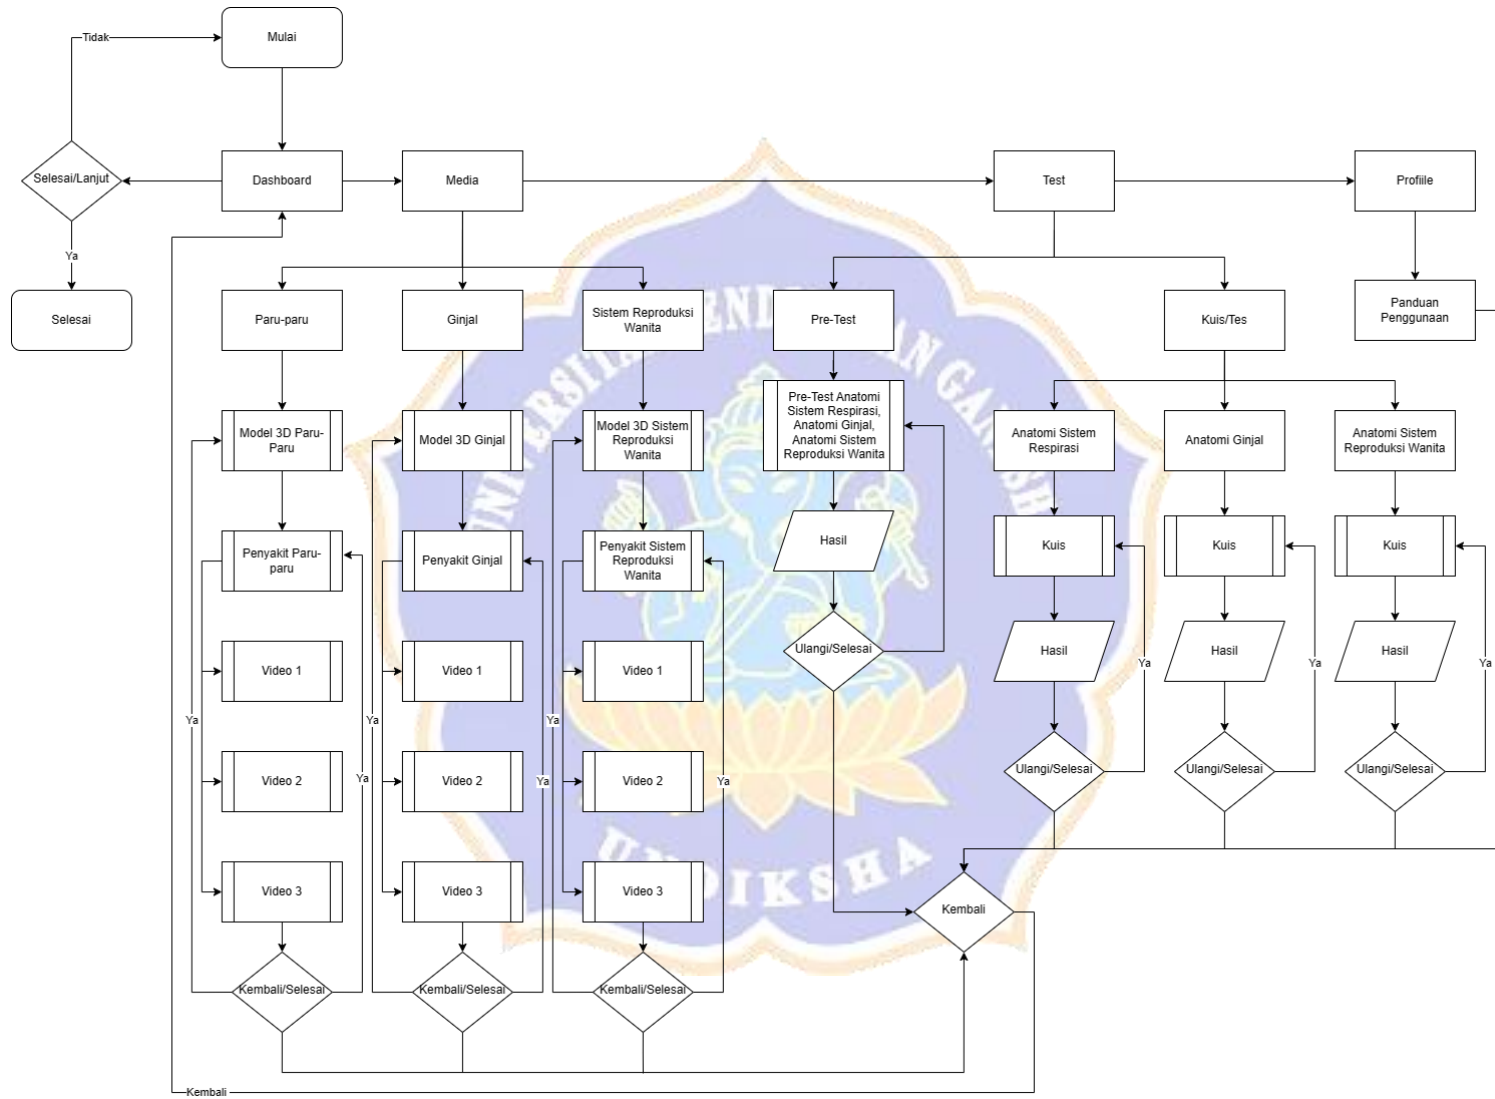 Tidak
Mulai
Selesai/Lanjut
Dashboard
Media
Test
Profiile
Ya
Selesai
Paru-paru
Ginjal
Sistem Reproduksi
Wanita
Pre-Test
Kuis/Tes
Panduan
Penggunaan
Model 3D Paru-
Paru
Model 3D Ginjal
Model 3D Sistem
Reproduksi
Wanita
Pre-Test Anatomi
Sistem Respirasi,
Anatomi Ginjal,
Anatomi Sistem
Reproduksi Wanita
Anatomi Sistem
Respirasi
Anatomi Ginjal
Anatomi Sistem
Reproduksi Wanita
Penyakit Paru-
paru
Penyakit Ginjal
Penyakit Sistem
Reproduksi
Wanita
Hasil
Kuis
Kuis
Kuis
Video 1
Video 1
Video 1
Ulangi/Selesai
Hasil
Hasil
Hasil
Ya
Ya
Ya
Ya
Ya
Ya
Video 2
Video 2
Video 2
Ya
Ya
Ya
Ulangi/Selesai
Ulangi/Selesai
Ulangi/Selesai
Video 3
Video 3
Video 3
Kembali
Kembali/Selesai
Kembali/Selesai
Kembali/Selesai
Kembali
UNDIKSHA